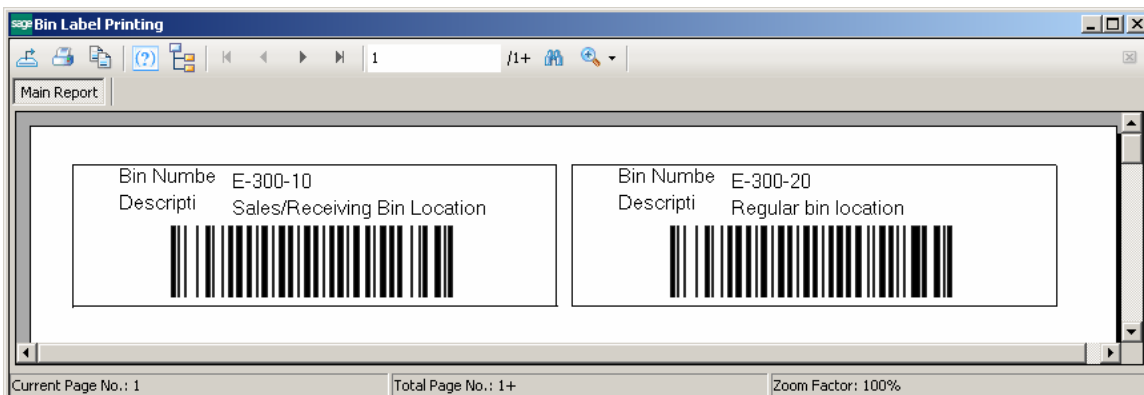 sage Bin Label Printing
(?) 1 /1+
Main Report
Bin Numbe E-300-10
Descripti Sales/Receiving Bin Location
Bin Numbe E-300-20
Descripti Regular bin location
Current Page No.: 1 Total Page No.: 1+ Zoom Factor: 100%